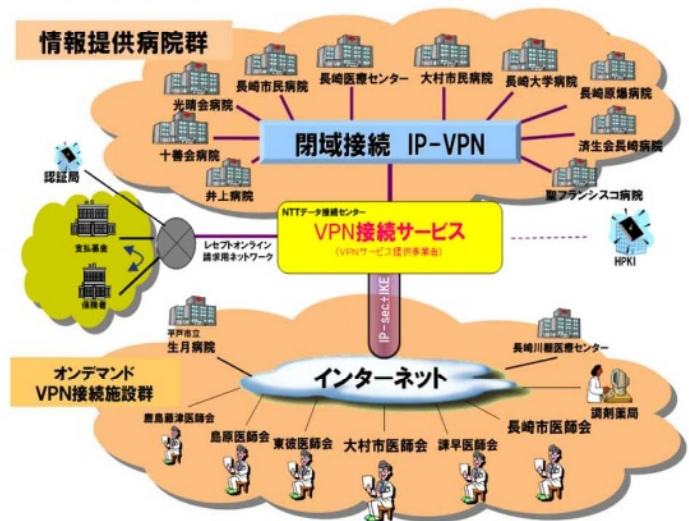 情報提供病院群
長崎市民病院
長崎医療センター
大村市民病院
長崎大学病院
長崎原爆病院
光晴会病院
十善会病院
閉域接続 IP-VPN
済生会長崎病院
井上病院
聖フランシスコ病院
認証局
NTTデータ接続センター
VPN接続サービス
(VPNサービス提供事業者)
支払基金
レセプトオンライン
請求用ネットワーク
HPKI
保険者
IP-sec+IKE
平戸市立
生月病院
長崎川棚医療センター
オンデマンド
VPN接続施設群
インターネット
調剤薬局
鹿島藤津医師会
島原医師会
東彼医師会
大村市医師会
諫早医師会
長崎市医師会